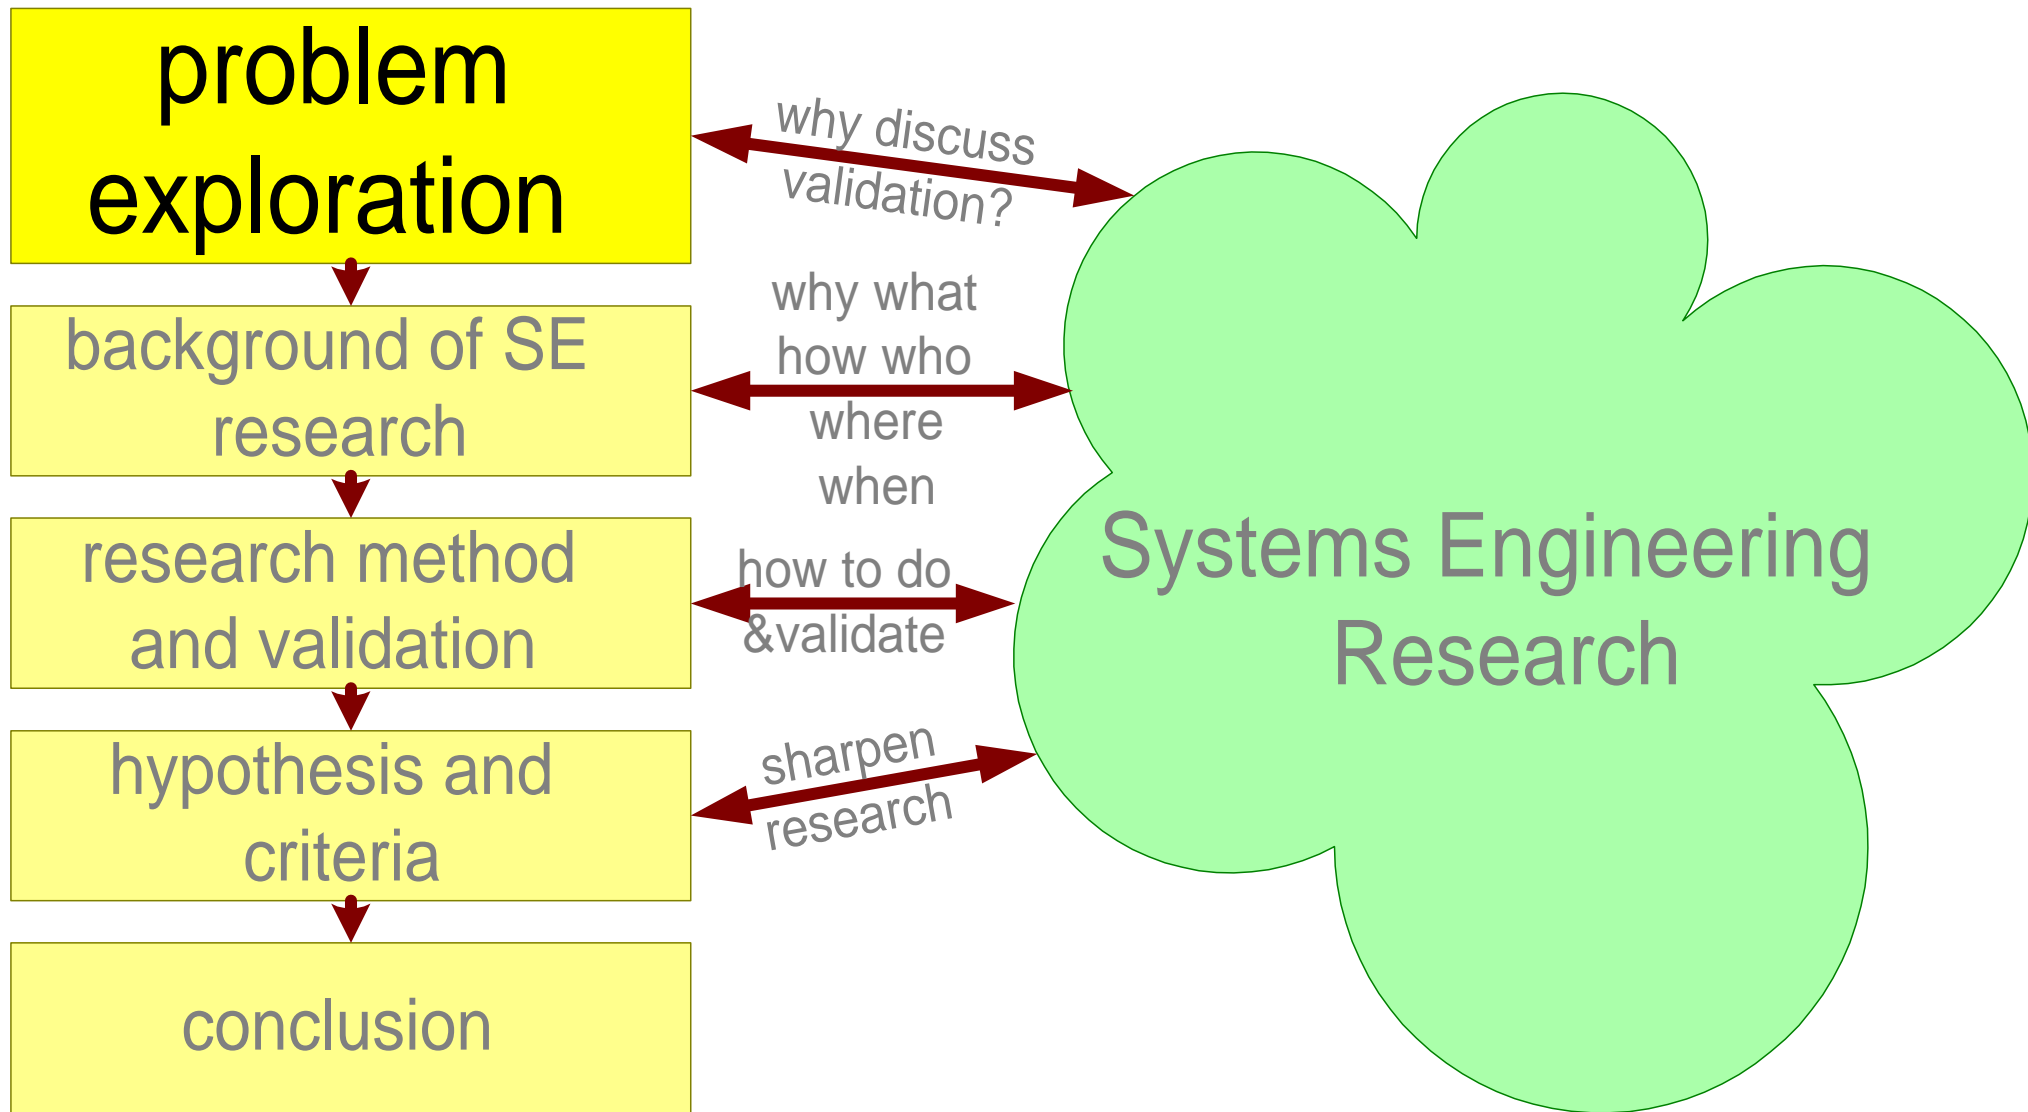 problem
exploration
why discuss
validation?
background of SE
research
why what
how who
where
when
research method
and validation
how to do
&validate
hypothesis and
criteria
sharpen
research
conclusion
Systems Engineering
Research